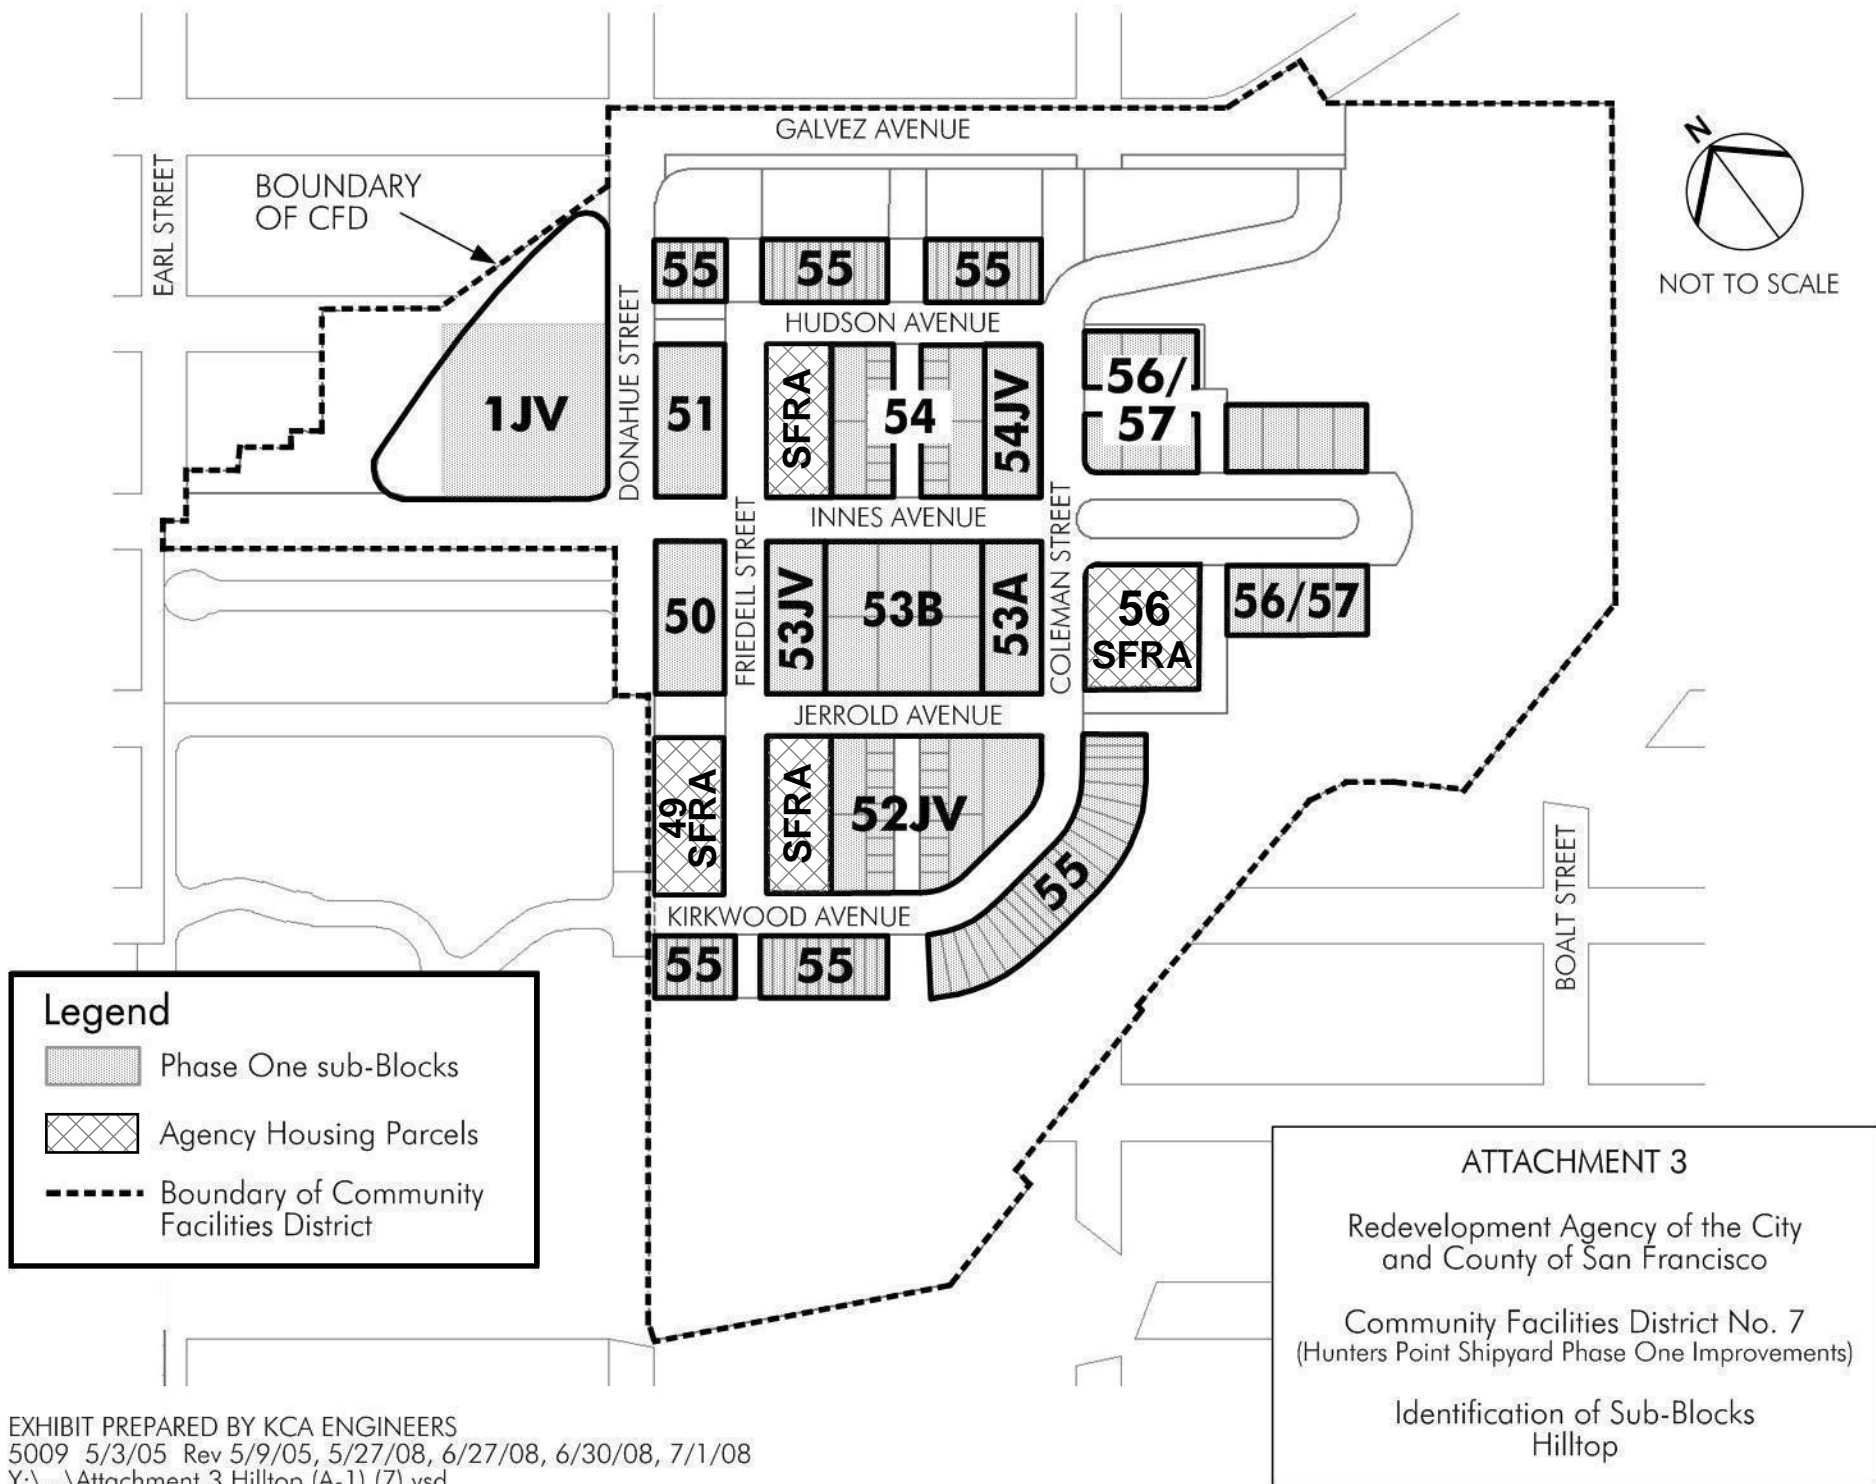 GALVEZ AVENUE
EARL STREET
BOUNDARY
OF CFD
N
NOT TO SCALE
55
55
55
HUDSON AVENUE
DONAHUE STREET
1JV
51
SFRA
54
54JV
56/
57
INNES AVENUE
FRIEDELL STREET
COLEMAN STREET
50
53JV
53B
53A
56
SFRA
56/57
JERROLD AVENUE
49
SFRA
SFRA
52JV
55
KIRKWOOD AVENUE
55
55
BOALT STREET
Legend
Phase One sub-Blocks
Agency Housing Parcels
Boundary of Community
Facilities District
ATTACHMENT 3
Redevelopment Agency of the City
and County of San Francisco
Community Facilities District No. 7
(Hunters Point Shipyard Phase One Improvements)
Identification of Sub-Blocks
Hilltop
EXHIBIT PREPARED BY KCA ENGINEERS
5009 5/3/05 Rev 5/9/05, 5/27/08, 6/27/08, 6/30/08, 7/1/08
Y:\...\Attachment 3 Hilltop (A-1) (7).vsd